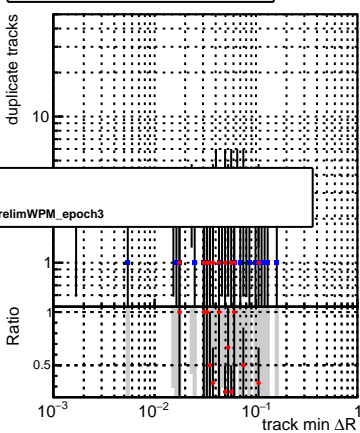 duplicate tracks
10
relimWPM_epoch3
1
Ratio
1
0.5
10⁻³ 10⁻² 10⁻¹ 1
track min ΔR